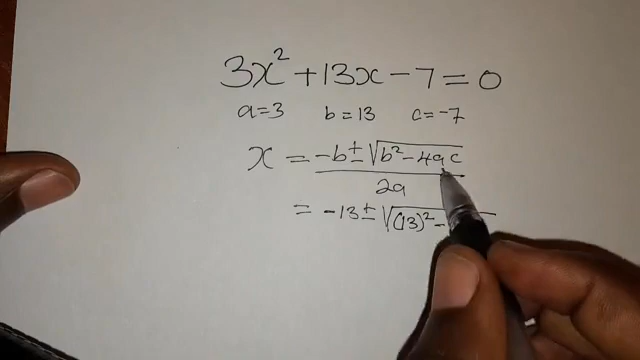 3x² + 13x - 7 = 0
a=3 b=13 c=-7
x = -b ± √b² - 4ac
2a
= -13 ± √(13)² -